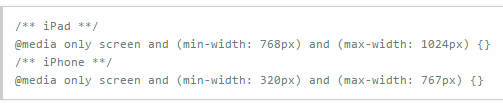 /** iPad **/
@media only screen and (min-width: 768px) and (max-width: 1024px) {}
/** iPhone **/
@media only screen and (min-width: 320px) and (max-width: 767px) {}